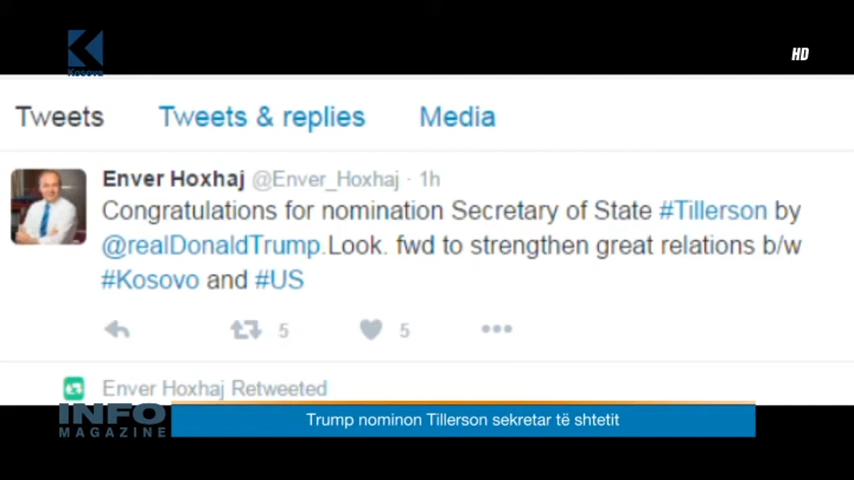 Kosova
HD
Tweets Tweets & replies Media
Enver Hoxhaj @Enver_Hoxhaj · 1h
Congratulations for nomination Secretary of State #Tillerson by
@realDonaldTrump.Look. fwd to strengthen great relations b/w
#Kosovo and #US
5 5
Enver Hoxhaj Retweeted
INFO
MAGAZINE
Trump nominon Tillerson sekretar të shtetit